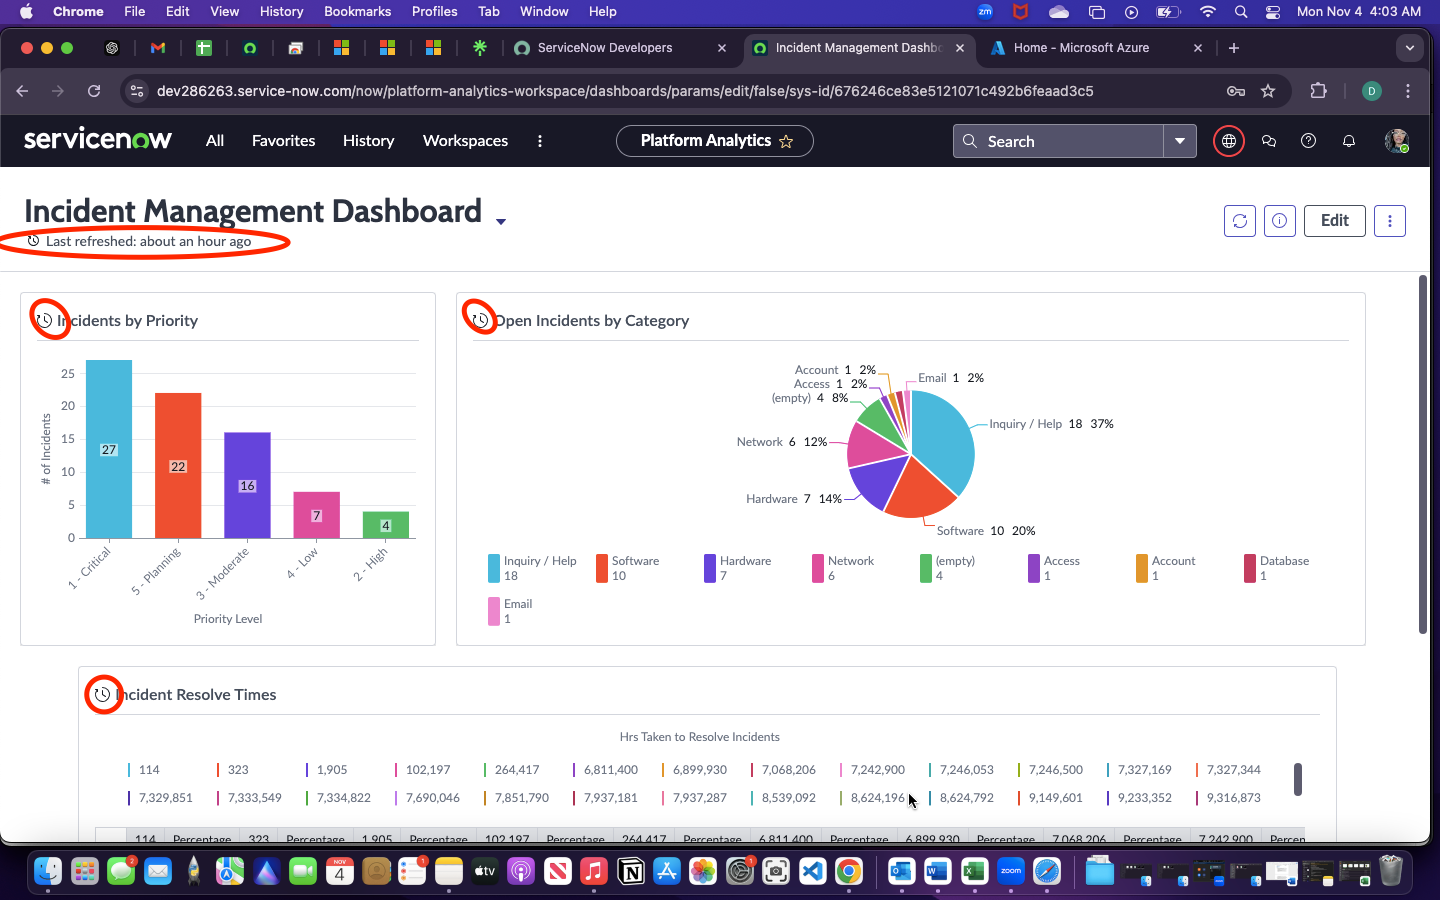 Chrome File Edit View History Bookmarks Profiles Tab Window Help zm Mon Nov 4 4:03 AM
ServiceNow Developers Incident Management Dashbo Home - Microsoft Azure
dev286263.service-now.com/now/platform-analytics-workspace/dashboards/params/edit/false/sys-id/676246ce83e5121071c492b6feaad3c5 D
servicenow All Favorites History Workspaces Platform Analytics Search
Incident Management Dashboard
Last refreshed: about an hour ago
Edit
Incidents by Priority
# of Incidents
25
20
15
10
5
0
27
22
16
7
4
1 - Critical
5 - Planning
3 - Moderate
4 - Low
2 - High
Priority Level
Open Incidents by Category
Account 1 2%
Access 1 2%
(empty) 4 8%
Email 1 2%
Inquiry / Help 18 37%
Network 6 12%
Hardware 7 14%
Software 10 20%
Inquiry / Help Software Hardware Network (empty) Access Account Database
18 10 7 6 4 1 1 1
Email
1
Incident Resolve Times
Hrs Taken to Resolve Incidents
114 323 1,905 102,197 264,417 6,811,400 6,899,930 7,068,206 7,242,900 7,246,053 7,246,500 7,327,169 7,327,344
7,329,851 7,333,549 7,334,822 7,690,046 7,851,790 7,937,181 7,937,287 8,539,092 8,624,196 8,624,792 9,149,601 9,233,352 9,316,873
114 Percentage 323 Percentage 1,905 Percentage 102,197 Percentage 264,417 Percentage 6,811,400 Percentage 6,899,930 Percentage 7,068,206 Percentage 7,242,900 Percen
2 NOV 4 1 tv 1 zoom